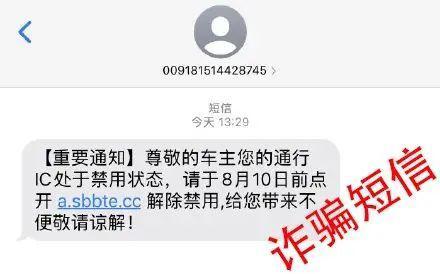 009181514428745
短信
今天 13:29
【重要通知】尊敬的车主您的通行
IC处于禁用状态，请于8月10日前点
开 a.sbbte.cc 解除禁用,给您带来不
便敬请谅解！
诈骗短信